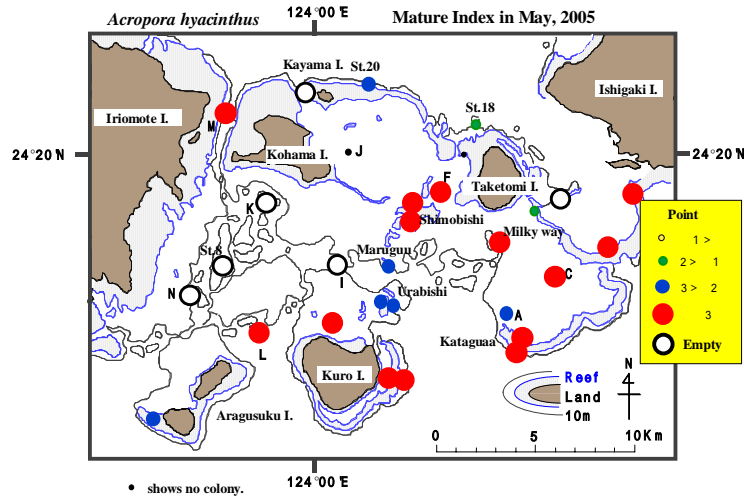 124° 00′ E
Acropora hyacinthus
Mature Index in May, 2005
Kayama I.
St.20
Ishigaki I.
Iriomote I.
St.18
M
24° 20′ N
Kohama I.
J
24° 20′ N
Taketomi I.
F
K
Shimobishi
Milky way
St.8
Maruguu
I
C
N
Urabishi
A
L
Kataguaa
Kuro I.
Aragusuku I.
Point
1 >
2 > 1
3 > 2
3
Empty
N
Reef
Land
10m
0 5 10Km
124° 00′ E
• shows no colony.